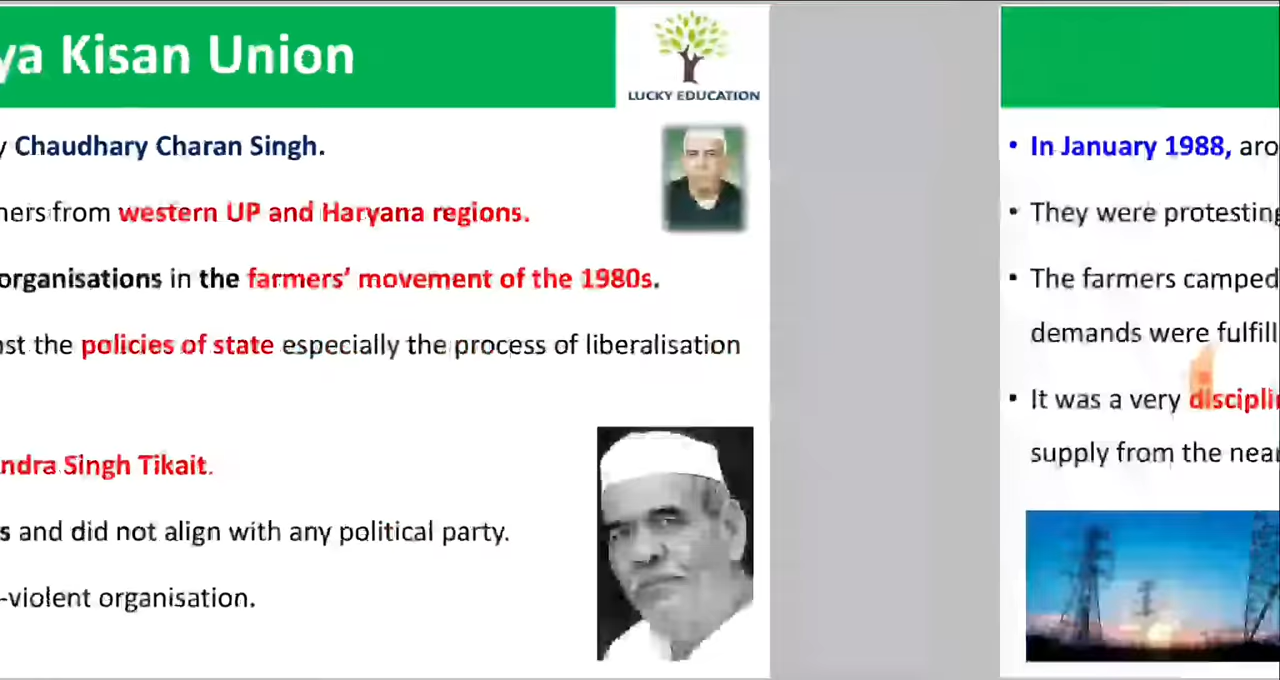 ya Kisan Union
LUCKY EDUCATION
y Chaudhary Charan Singh.
ners from western UP and Haryana regions.
organisations in the farmers' movement of the 1980s.
nst the policies of state especially the process of liberalisation
ndra Singh Tikait.
s and did not align with any political party.
-violent organisation.
• In January 1988, aro
• They were protesting
• The farmers camped
demands were fulfill
• It was a very discipli
supply from the near